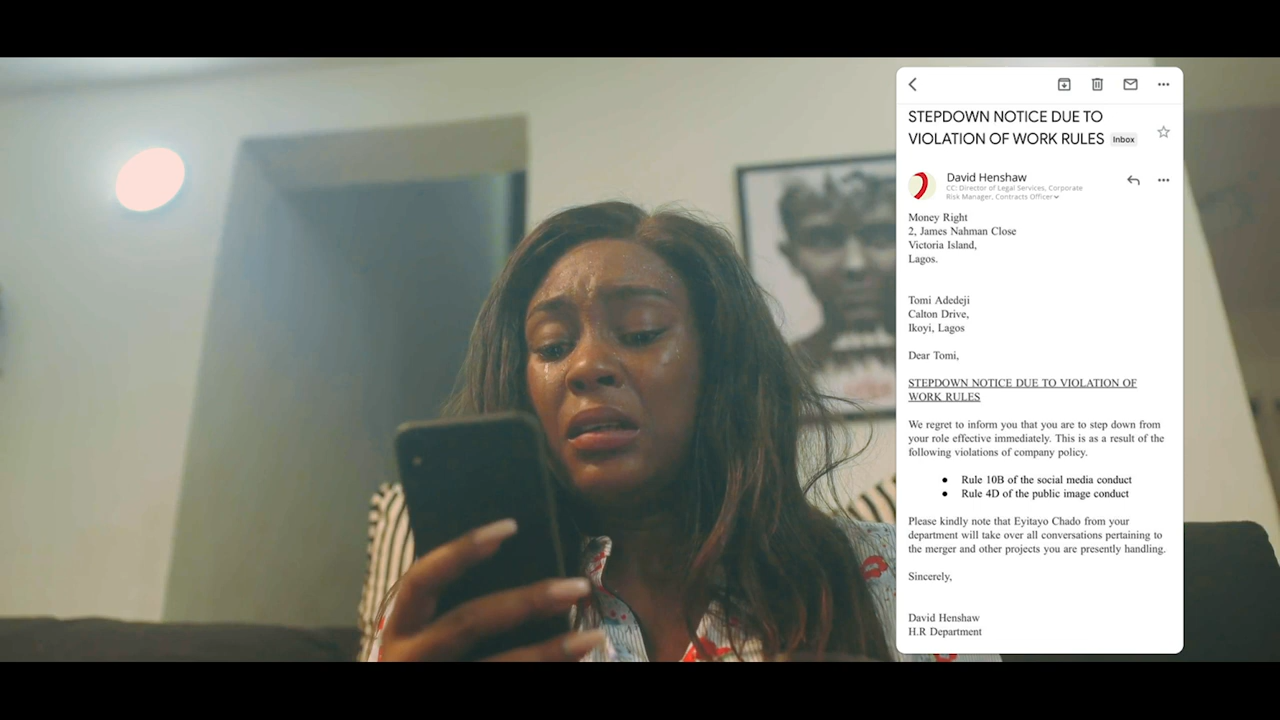 STEPDOWN NOTICE DUE TO
VIOLATION OF WORK RULES Inbox
David Henshaw
CC: Director of Legal Services, Corporate
Risk Manager, Contracts Officer
Money Right
2, James Nahman Close
Victoria Island,
Lagos.
Tomi Adedeji
Calton Drive,
Ikoyi, Lagos
Dear Tomi,
STEPDOWN NOTICE DUE TO VIOLATION OF
WORK RULES
We regret to inform you that you are to step down from
your role effective immediately. This is as a result of the
following violations of company policy.
● Rule 10B of the social media conduct
● Rule 4D of the public image conduct
Please kindly note that Eyitayo Chado from your
department will take over all conversations pertaining to
the merger and other projects you are presently handling.
Sincerely,
David Henshaw
H.R Department